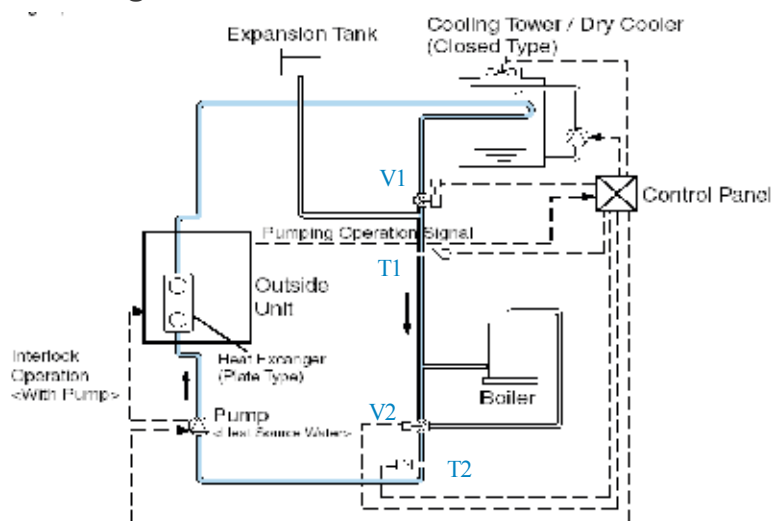 Expansion Tank
Cooling Tower / Dry Cooler
(Closed Type)
V1
Control Panel
Pumping Operation Signal
T1
Outside
Unit
Heat Excanger
(Plate Type)
Interlock
Operation
<With Pump>
Boiler
V2
Pump
<Heat Source Water>
T2